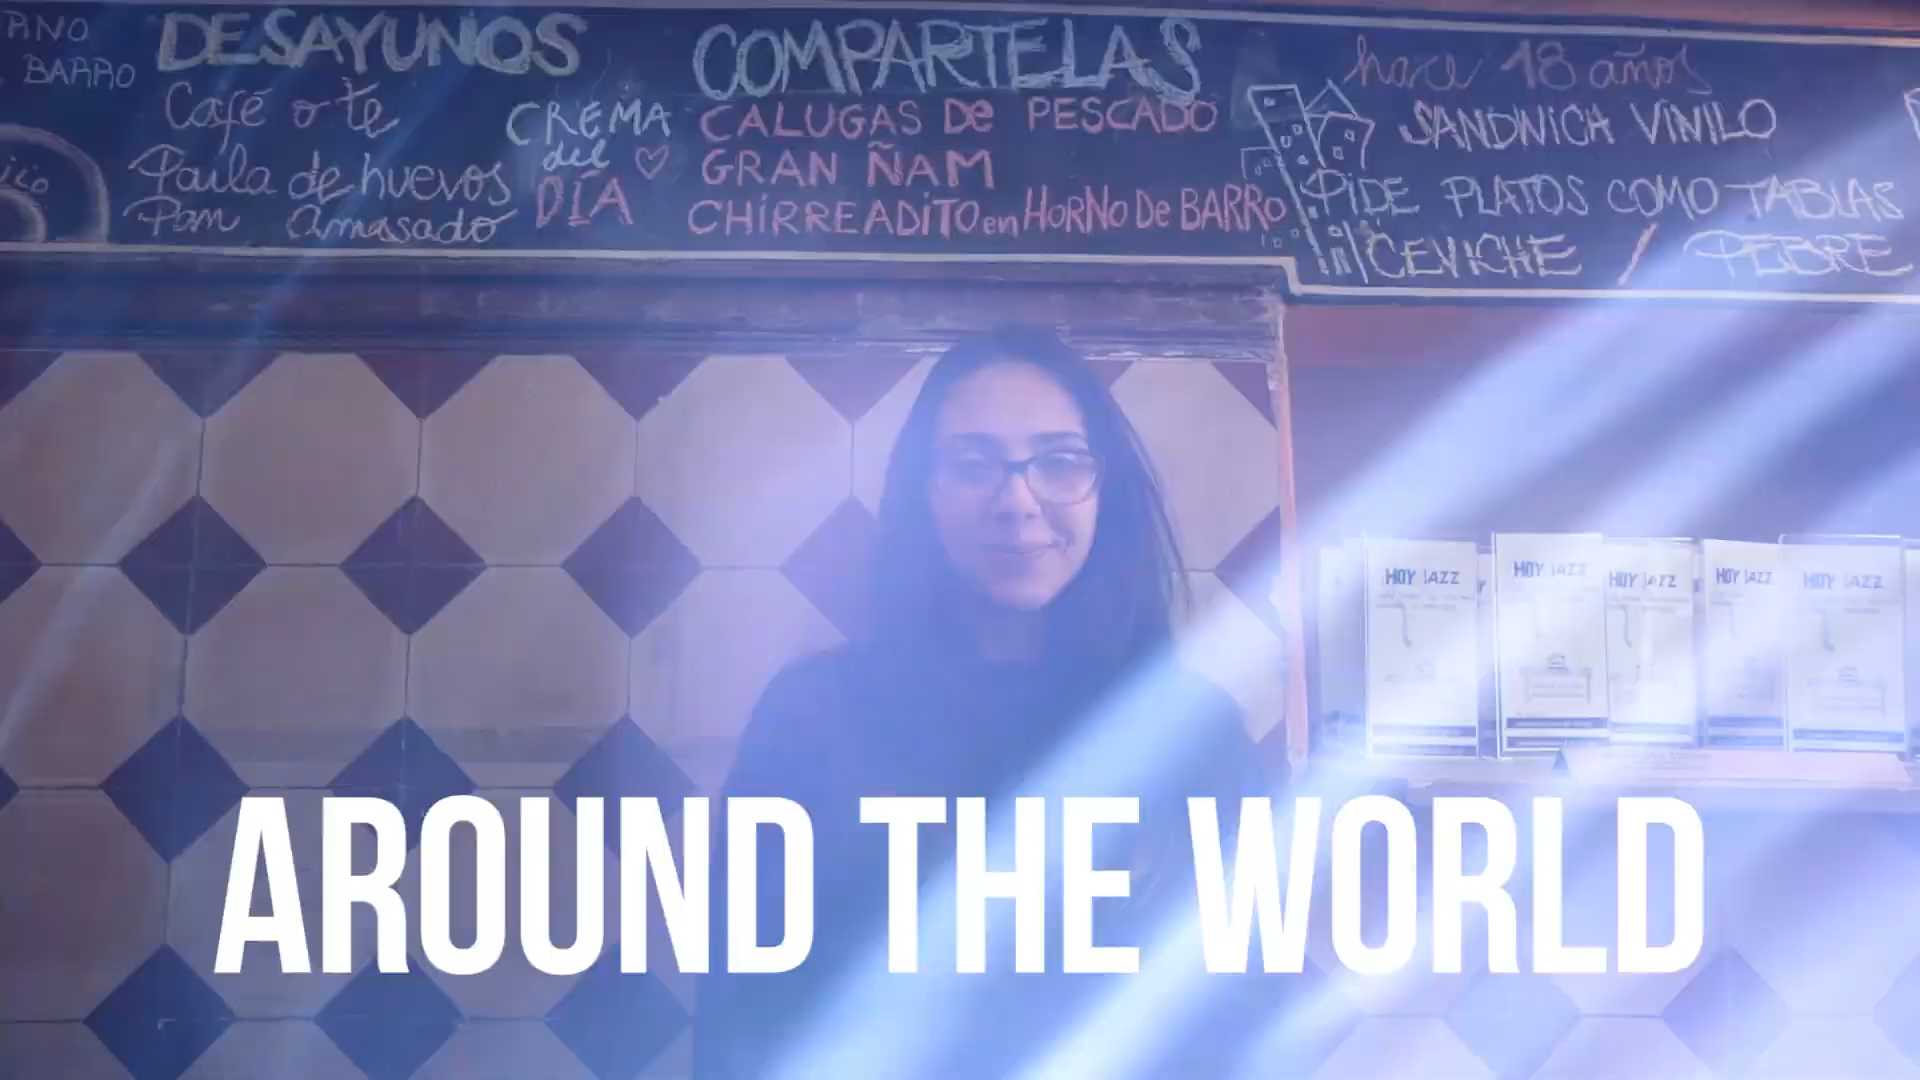 RNO
BARRO
DESAYUNOS
Café o te
Paila de huevos
Pan Amasado
CREMA
del
DÍA
COMPARTELAS
CALUGAS De PESCADO
GRAN ÑAM
CHIRREADITO en HORNO De BARRO
hace 18 años
SANDWICH VINILO
PIDE PLATOS COMO TABLAS
CEVICHE / PEBRE
HOY JAZZ
HOY JAZZ
HOY JAZZ
HOY JAZZ
HOY JAZZ
AROUND THE WORLD